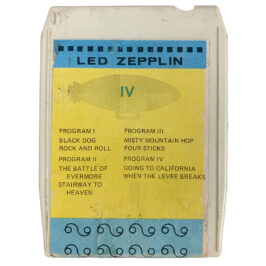 LED ZEPPLIN
IV
PROGRAM I
BLACK DOG
ROCK AND ROLL
PROGRAM II
THE BATTLE OF
EVERMORE
STAIRWAY TO
HEAVEN
PROGRAM III
MISTY MOUNTAIN HOP
FOUR STICKS
PROGRAM IV
GOING TO CALIFORNIA
WHEN THE LEVEE BREAKS